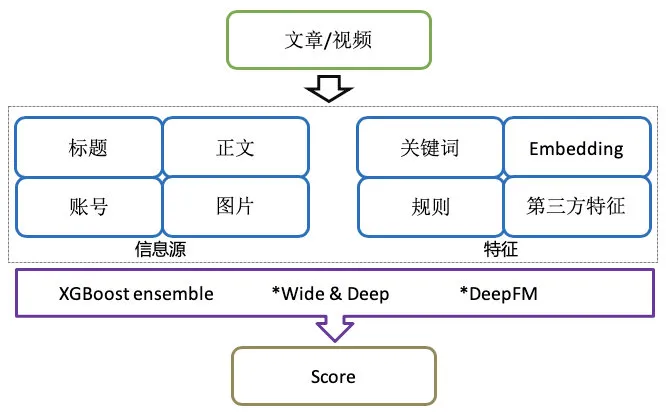 文章/视频
标题 正文 关键词 Embedding
账号 图片 规则 第三方特征
信息源 特征
XGBoost ensemble *Wide & Deep *DeepFM
Score